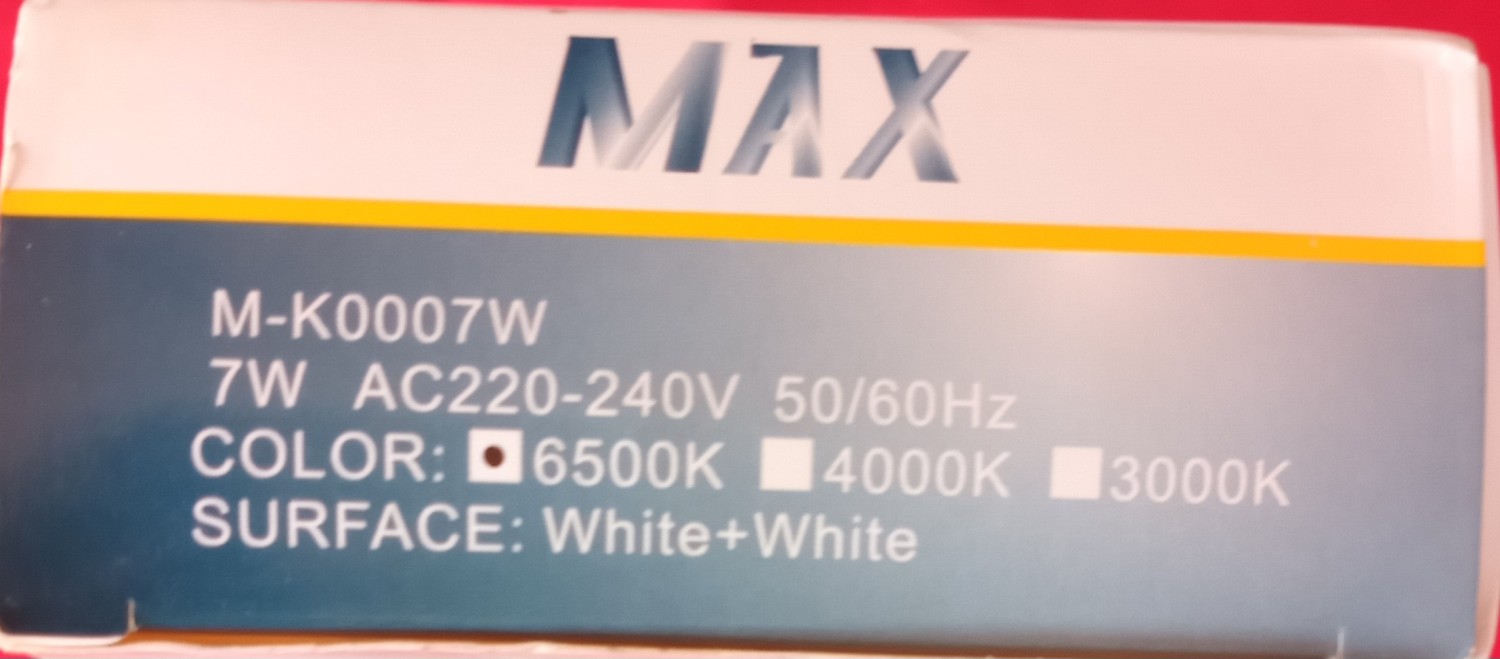 MAX
M-K0007W
7W AC220-240V 50/60Hz
COLOR: 6500K 4000K 3000K
SURFACE: White+White